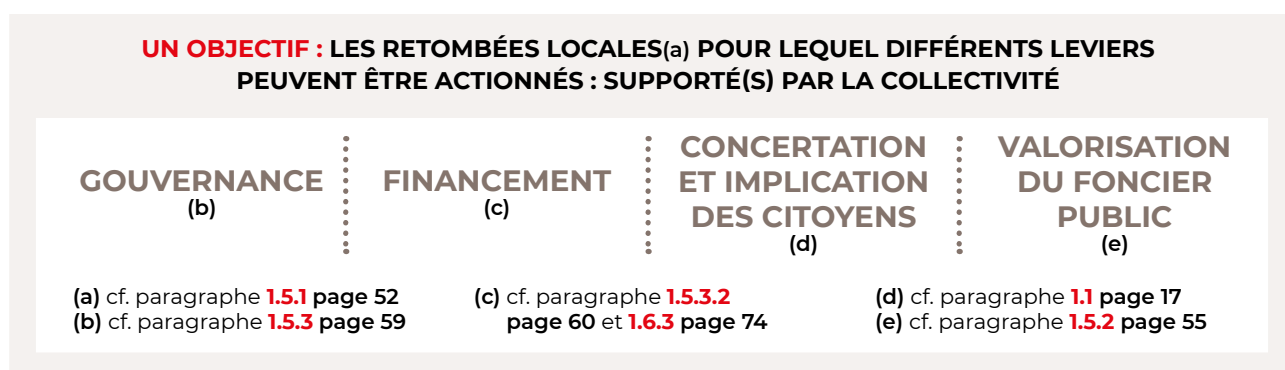 UN OBJECTIF : LES RETOMBÉES LOCALES(a) POUR LEQUEL DIFFÉRENTS LEVIERS
PEUVENT ÊTRE ACTIONNÉS : SUPPORTÉ(S) PAR LA COLLECTIVITÉ
GOUVERNANCE
(b)
FINANCEMENT
(c)
CONCERTATION
ET IMPLICATION
DES CITOYENS
(d)
VALORISATION
DU FONCIER
PUBLIC
(e)
(a) cf. paragraphe 1.5.1 page 52
(b) cf. paragraphe 1.5.3 page 59
(c) cf. paragraphe 1.5.3.2
page 60 et 1.6.3 page 74
(d) cf. paragraphe 1.1 page 17
(e) cf. paragraphe 1.5.2 page 55